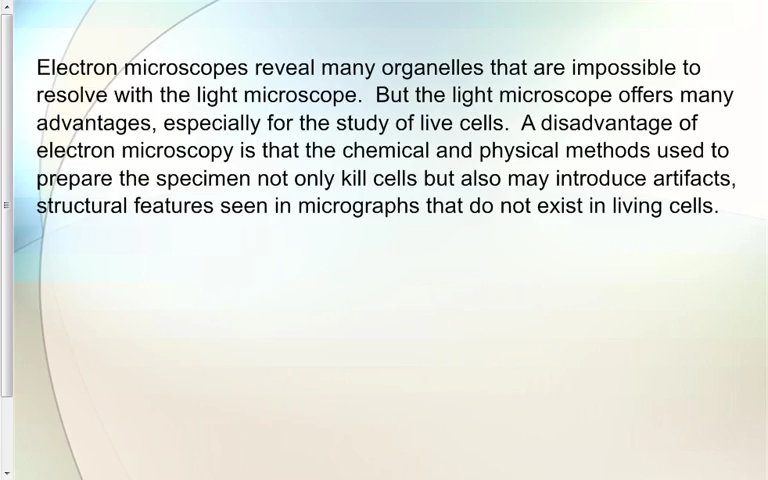 Electron microscopes reveal many organelles that are impossible to
resolve with the light microscope.  But the light microscope offers many
advantages, especially for the study of live cells.  A disadvantage of
electron microscopy is that the chemical and physical methods used to
prepare the specimen not only kill cells but also may introduce artifacts,
structural features seen in micrographs that do not exist in living cells.